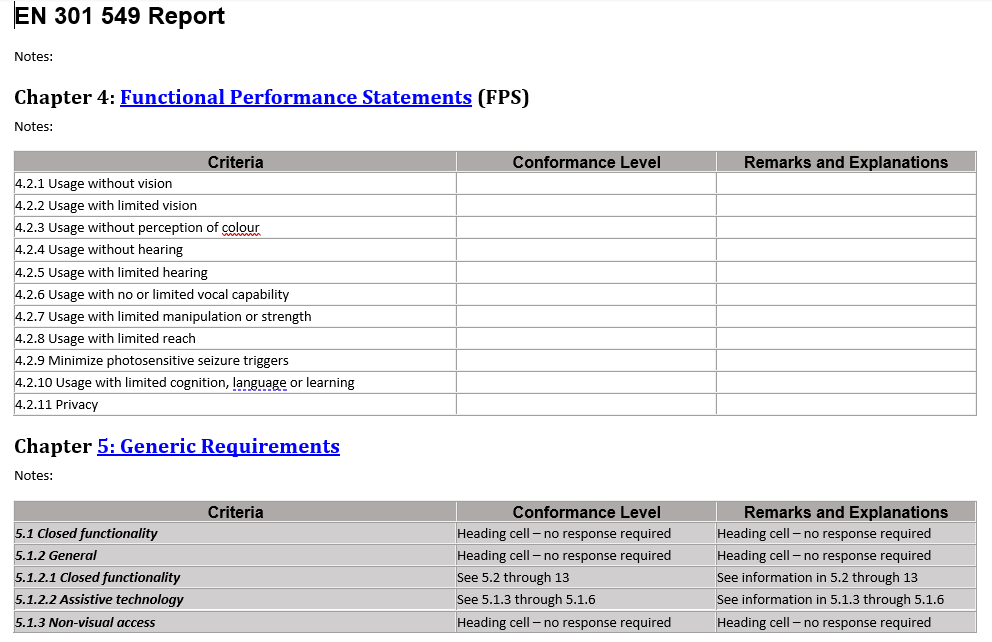 EN 301 549 Report
Notes:
Chapter 4: Functional Performance Statements (FPS)
Notes:
Criteria Conformance Level Remarks and Explanations
4.2.1 Usage without vision
4.2.2 Usage with limited vision
4.2.3 Usage without perception of colour
4.2.4 Usage without hearing
4.2.5 Usage with limited hearing
4.2.6 Usage with no or limited vocal capability
4.2.7 Usage with limited manipulation or strength
4.2.8 Usage with limited reach
4.2.9 Minimize photosensitive seizure triggers
4.2.10 Usage with limited cognition, language or learning
4.2.11 Privacy
Chapter 5: Generic Requirements
Notes:
Criteria Conformance Level Remarks and Explanations
5.1 Closed functionality Heading cell – no response required Heading cell – no response required
5.1.2 General Heading cell – no response required Heading cell – no response required
5.1.2.1 Closed functionality See 5.2 through 13 See information in 5.2 through 13
5.1.2.2 Assistive technology See 5.1.3 through 5.1.6 See information in 5.1.3 through 5.1.6
5.1.3 Non-visual access Heading cell – no response required Heading cell – no response required